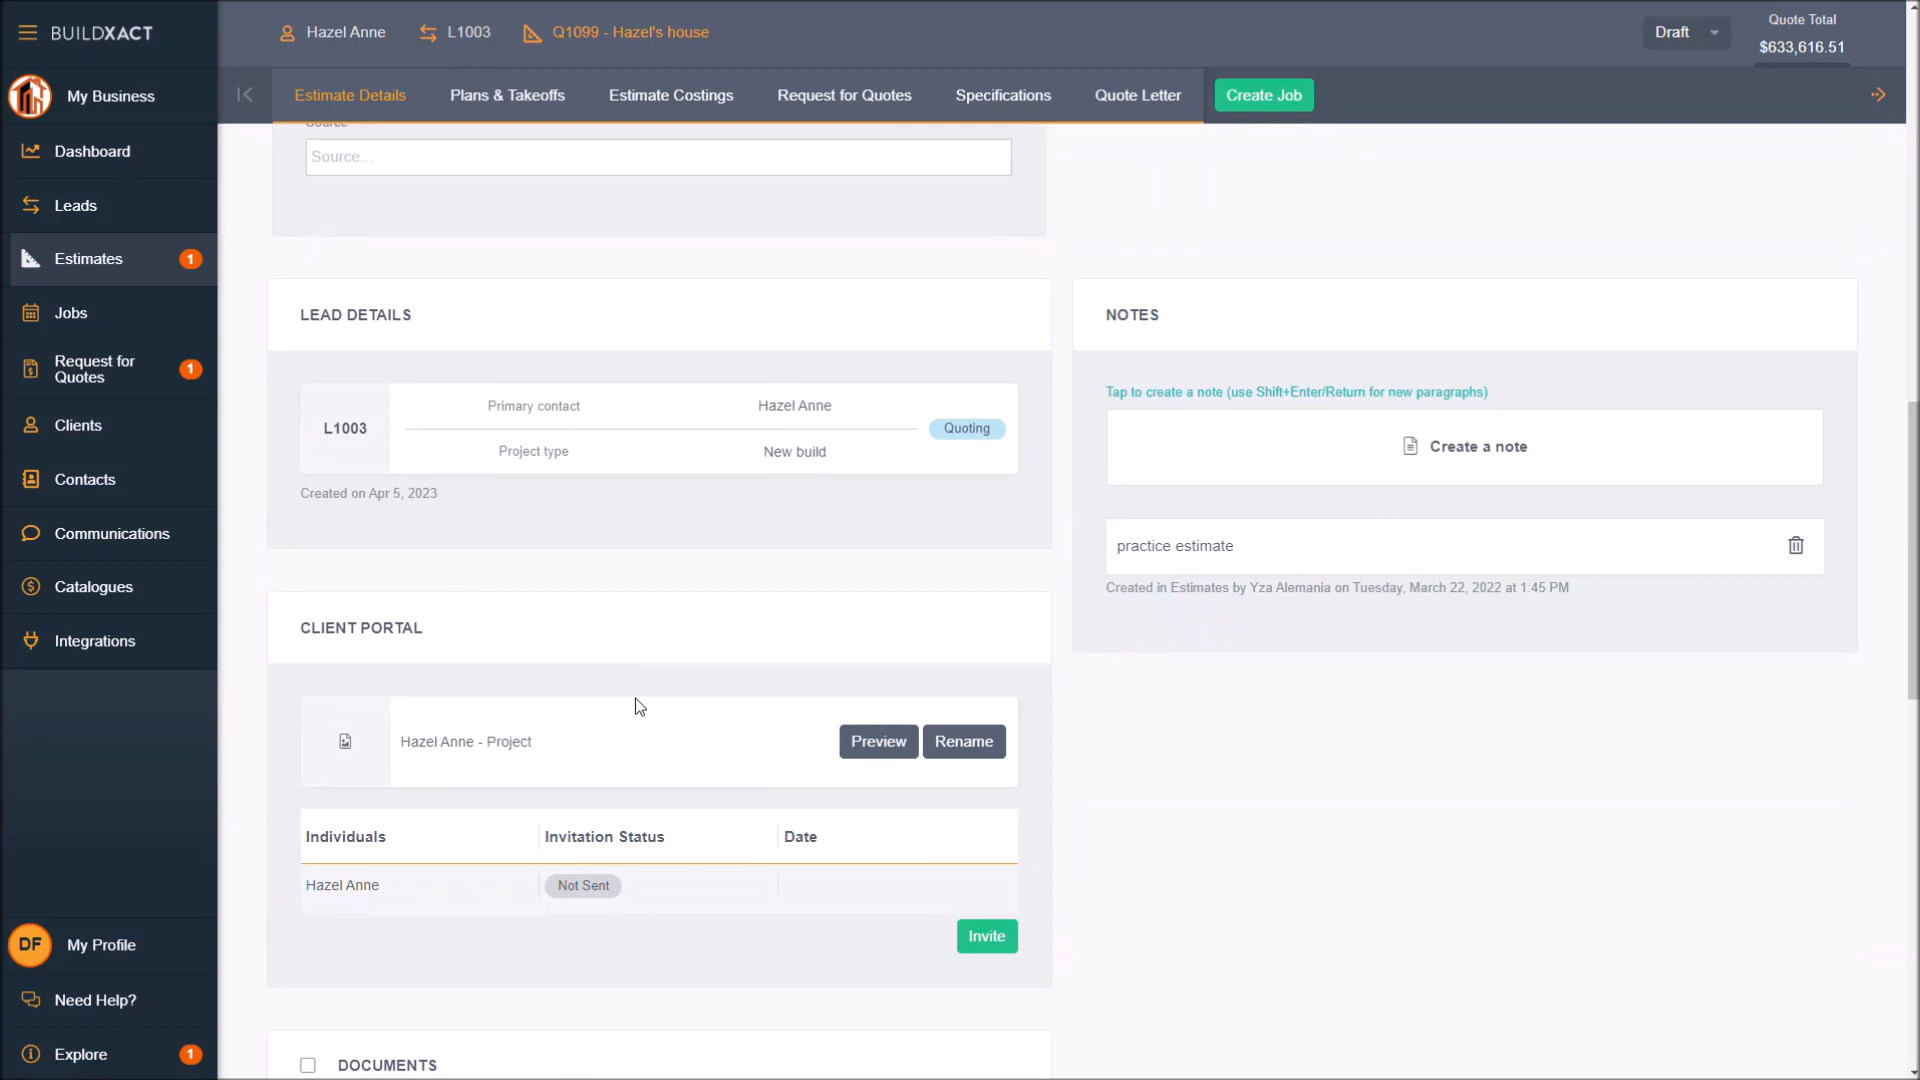 BUILDXACT
Hazel Anne
L1003
Q1099 - Hazel's house
Draft
Quote Total
$633,616.51
My Business
Estimate Details
Plans & Takeoffs
Estimate Costings
Request for Quotes
Specifications
Quote Letter
Create Job
Source
Source...
Dashboard
Leads
Estimates
1
Jobs
Request for
Quotes
1
Clients
Contacts
Communications
Catalogues
Integrations
LEAD DETAILS
L1003
Primary contact
Hazel Anne
Project type
New build
Quoting
Created on Apr 5, 2023
NOTES
Tap to create a note (use Shift+Enter/Return for new paragraphs)
Create a note
practice estimate
Created in Estimates by Yza Alemania on Tuesday, March 22, 2022 at 1:45 PM
CLIENT PORTAL
Hazel Anne - Project
Preview
Rename
Individuals
Invitation Status
Date
Hazel Anne
Not Sent
Invite
DOCUMENTS
DF
My Profile
Need Help?
Explore
1